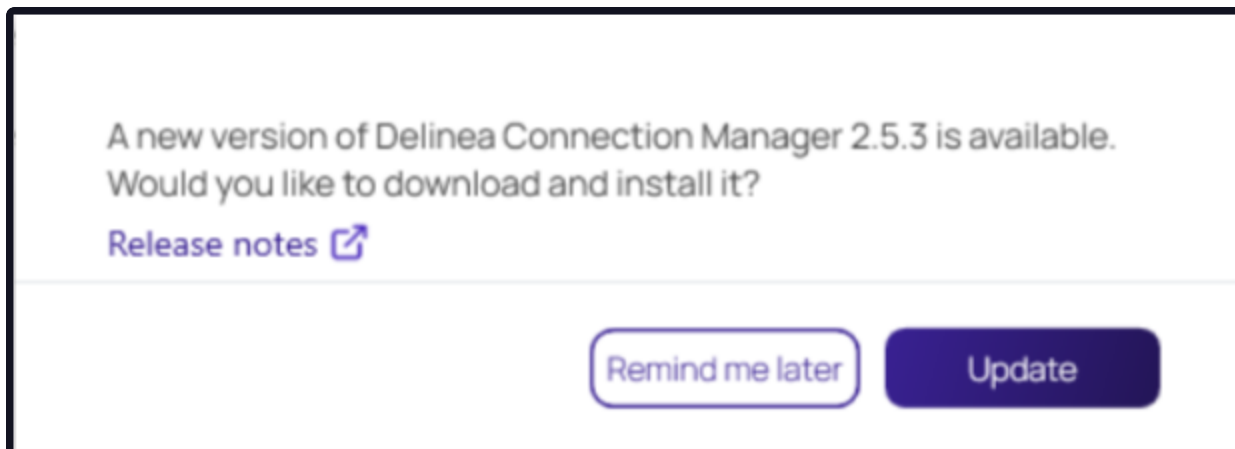 A new version of Delinea Connection Manager 2.5.3 is available.
Would you like to download and install it?
Release notes
Remind me later
Update